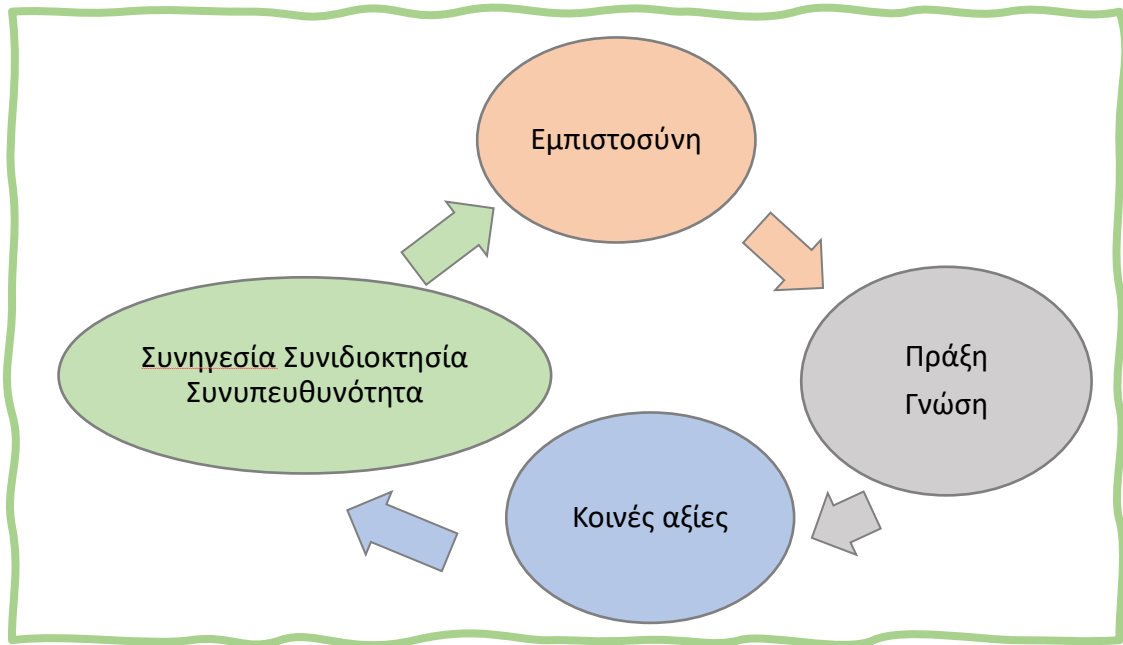 Εμπιστοσύνη
Συνηγεσία Συνιδιοκτησία
Συνυπευθυνότητα
Πράξη
Γνώση
Κοινές αξίες